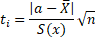 tᵢ = |a − X̄| / S(x) √n